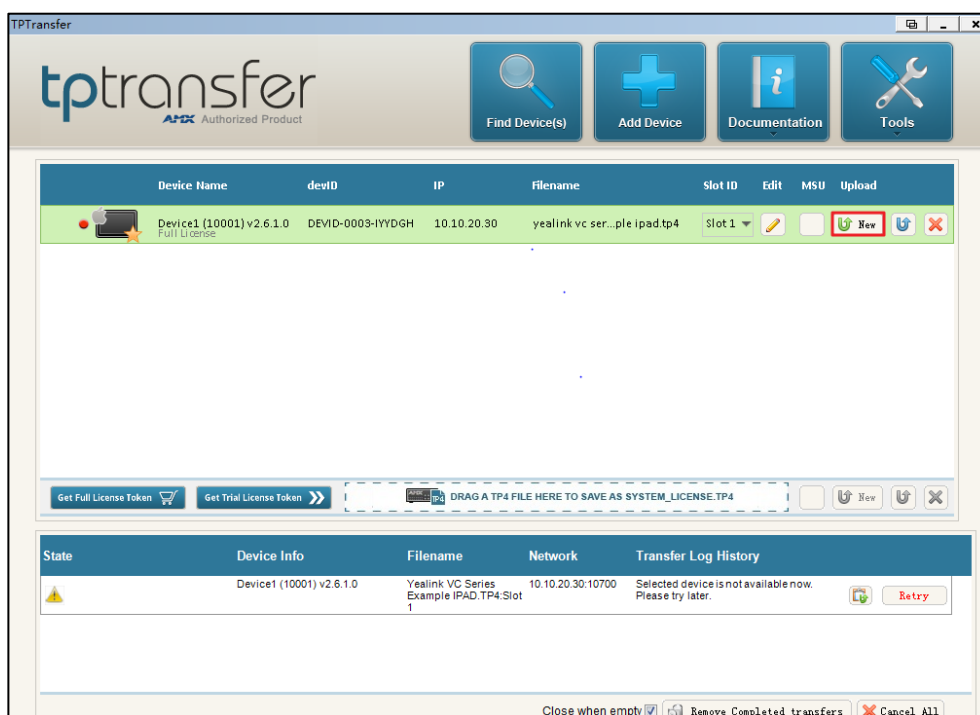 TPTransfer
tptransfer
AMX Authorized Product
Find Device(s)
Add Device
Documentation
Tools
Device Name devID IP Filename Slot ID Edit MSU Upload
Device1 (10001) v2.6.1.0 DEVID-0003-IYYDGH 10.10.20.30 yealink vc ser...ple ipad.tp4 Slot 1 New
Full License
Get Full License Token
Get Trial License Token
DRAG A TP4 FILE HERE TO SAVE AS SYSTEM_LICENSE.TP4
New
State Device Info Filename Network Transfer Log History
Device1 (10001) v2.6.1.0 Yealink VC Series 10.10.20.30:10700 Selected device is not available now.
Example IPAD.TP4:Slot Please try later. Retry
1
Close when empty Remove Completed transfers Cancel All